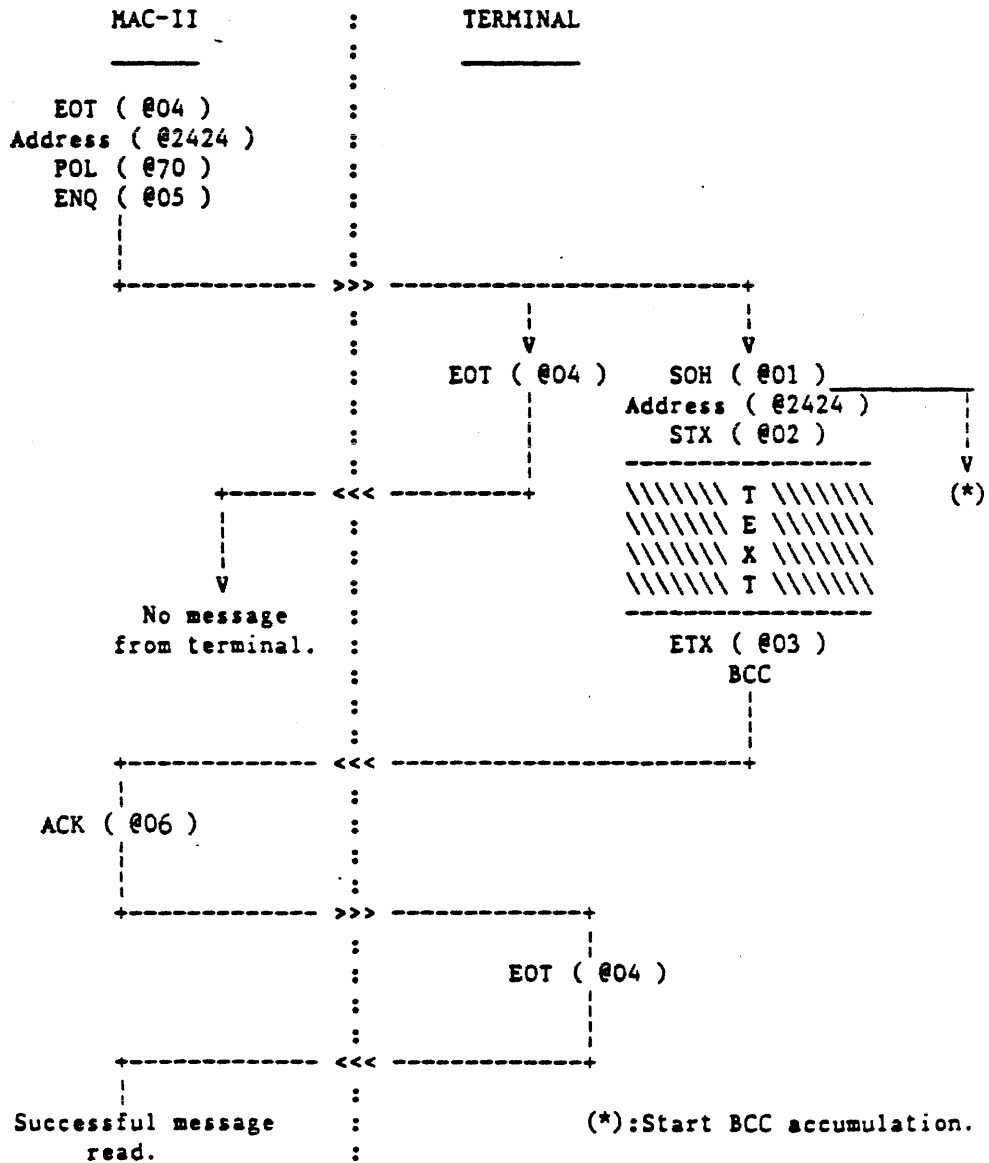 MAC-II : TERMINAL
EOT ( @04 )
Address ( @2424 )
POL ( @70 )
ENQ ( @05 )
>>>
EOT ( @04 ) SOH ( @01 )
Address ( @2424 )
STX ( @02 )
<<< (*)
\\\\\\\ T \\\\\\\
\\\\\\\ E \\\\\\\
\\\\\\\ X \\\\\\\
\\\\\\\ T \\\\\\\
No message
from terminal.
ETX ( @03 )
BCC
<<<
ACK ( @06 )
>>>
EOT ( @04 )
<<<
Successful message
read.
(*):Start BCC accumulation.